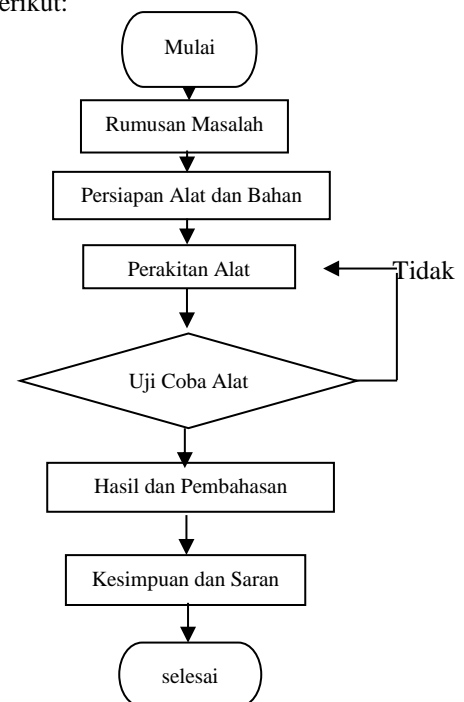 erikut:
Mulai
Rumusan Masalah
Persiapan Alat dan Bahan
Perakitan Alat
Tidak
Uji Coba Alat
Hasil dan Pembahasan
Kesimpuan dan Saran
selesai